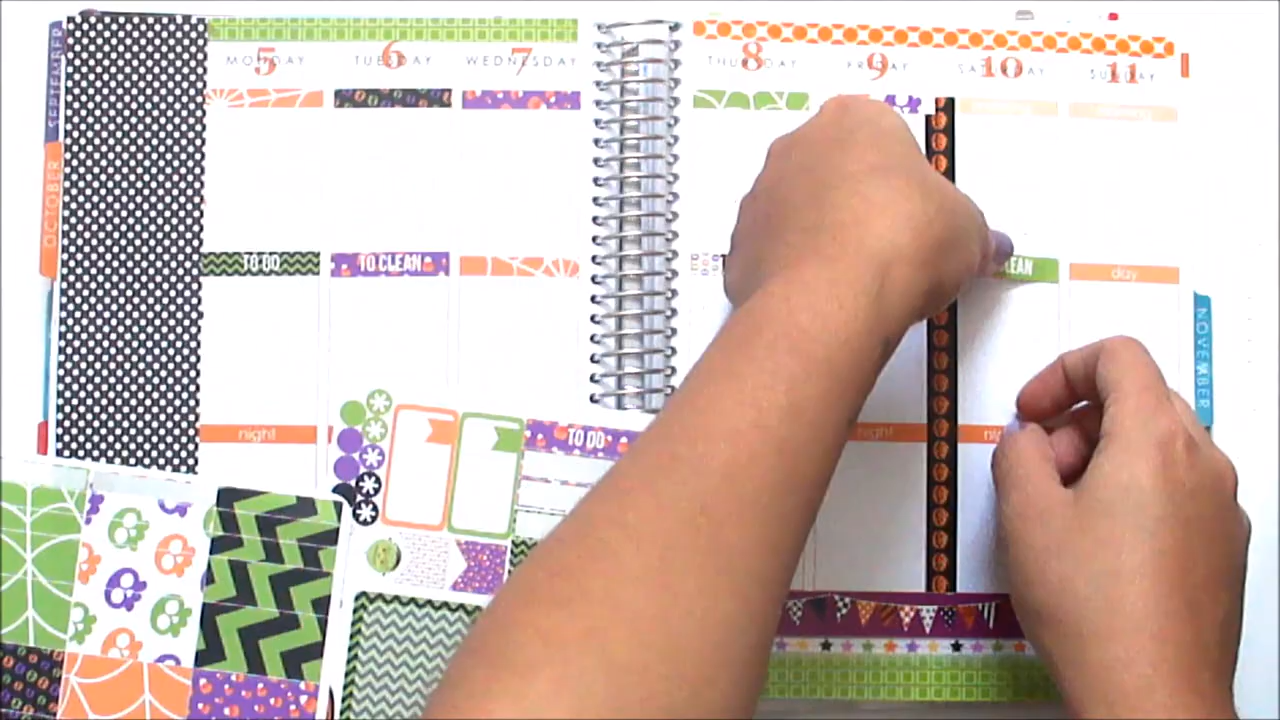 SEPTEMBER
OCTOBER
5 MONDAY
6 TUESDAY
7 WEDNESDAY
8 THURSDAY
9 FRIDAY
10 SATURDAY
11 SUNDAY
TO DO
TO CLEAN
day
NOVEMBER
night
night
TO DO